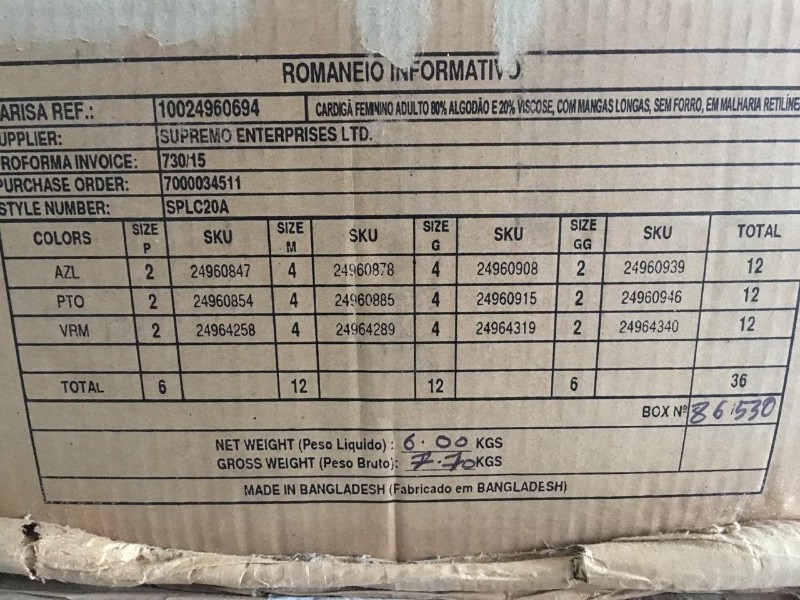 ROMANEIO INFORMATIVO
ARISA REF.: 10024960694 CARDIGÃ FEMININO ADULTO 80% ALGODÃO E 20% VISCOSE, COM MANGAS LONGAS, SEM FORRO, EM MALHARIA RETILÍNE
UPPLIER: SUPREMO ENTERPRISES LTD.
ROFORMA INVOICE: 730/15
PURCHASE ORDER: 7000034511
STYLE NUMBER: SPLC20A
COLORS SIZE P SKU SIZE M SKU SIZE G SKU SIZE GG SKU TOTAL
AZL 2 24960847 4 24960878 4 24960908 2 24960939 12
PTO 2 24960854 4 24960885 4 24960915 2 24960946 12
VRM 2 24964258 4 24964289 4 24964319 2 24964340 12
TOTAL 6 12 12 6 36
BOX Nº 86.530
NET WEIGHT (Peso Liquido) : 6.00 KGS
GROSS WEIGHT (Peso Bruto): 7.70 KGS
MADE IN BANGLADESH (Fabricado em BANGLADESH)